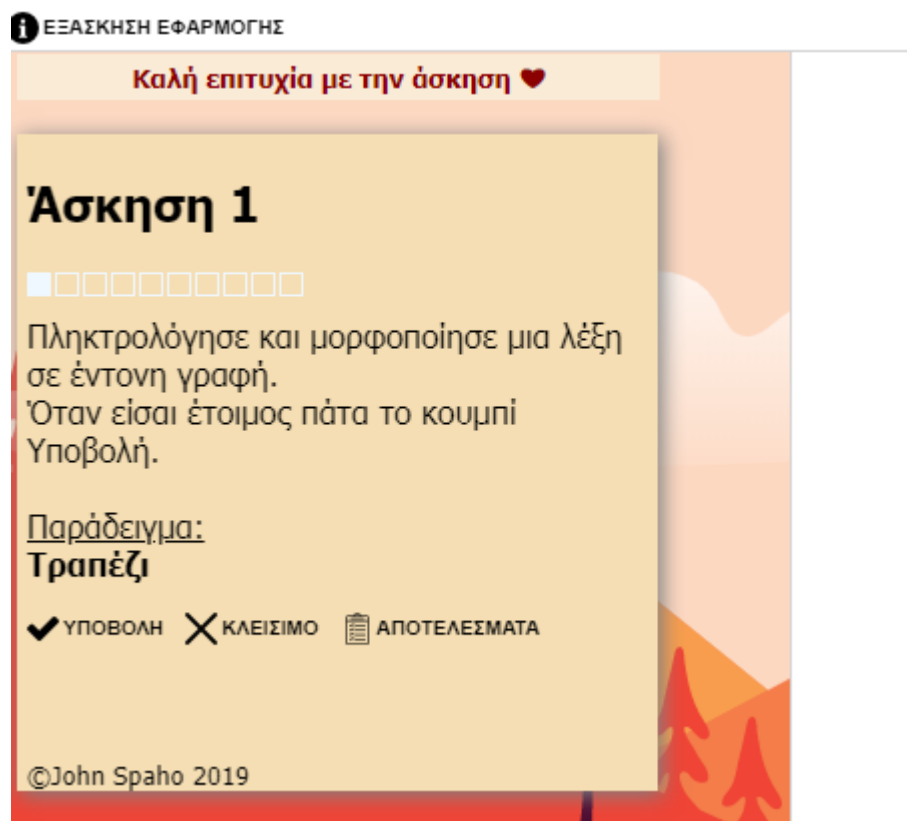 ΕΞΑΣΚΗΣΗ ΕΦΑΡΜΟΓΗΣ
Καλή επιτυχία με την άσκηση ♥
Άσκηση 1
Πληκτρολόγησε και μορφοποίησε μια λέξη
σε έντονη γραφή.
Όταν είσαι έτοιμος πάτα το κουμπί
Υποβολή.
Παράδειγμα:
Τραπέζι
ΥΠΟΒΟΛΗ ΚΛΕΙΣΙΜΟ ΑΠΟΤΕΛΕΣΜΑΤΑ
©John Spaho 2019